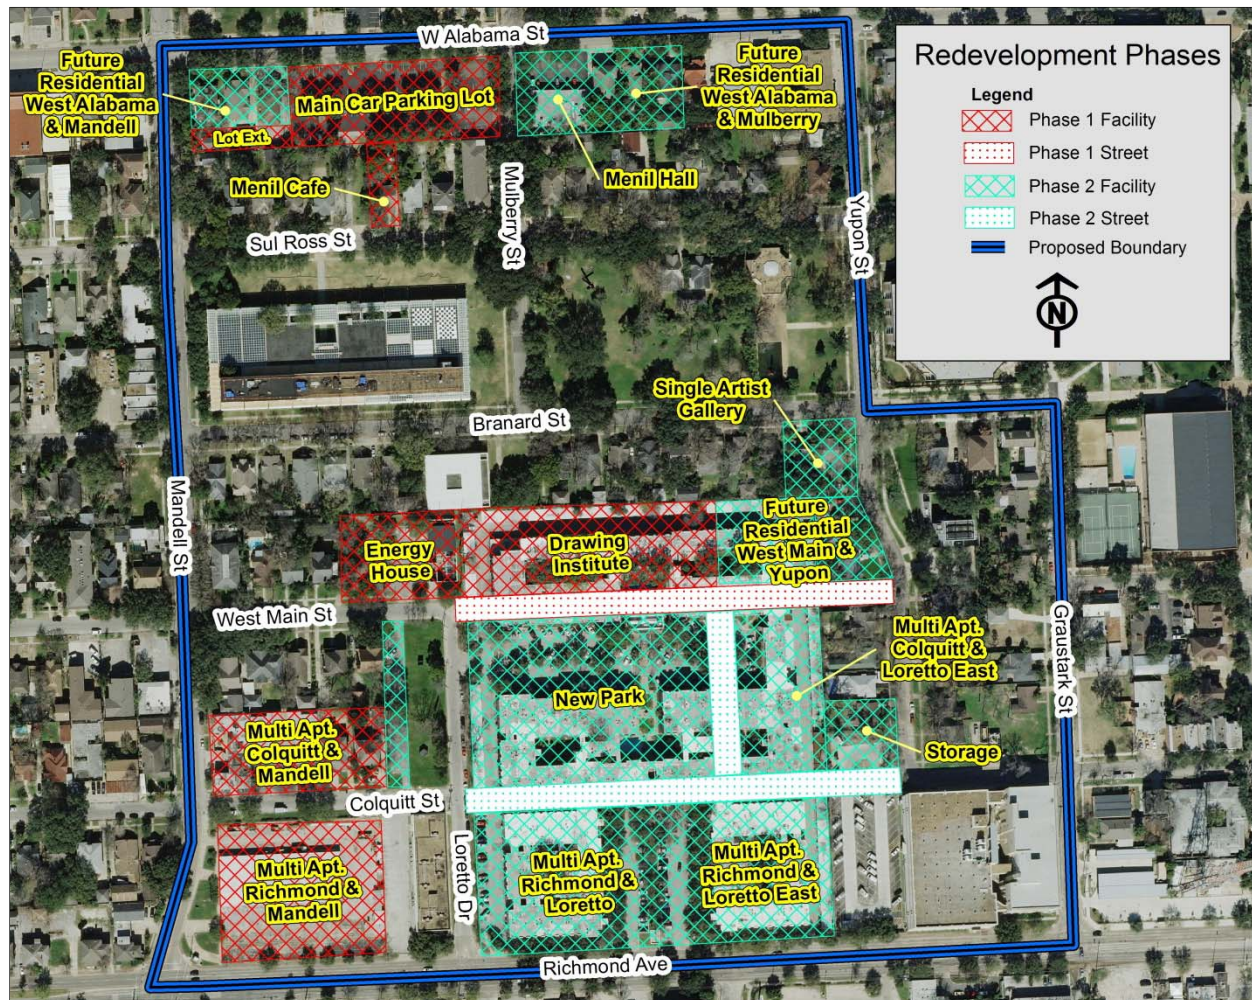 W Alabama St
Future
Residential
West Alabama
& Mandell
Main Car Parking Lot
Lot Ext.
Future
Residential
West Alabama
& Mulberry
Menil Cafe
Menil Hall
Sul Ross St
Mulberry St
Yupon St
Redevelopment Phases
Legend
Phase 1 Facility
Phase 1 Street
Phase 2 Facility
Phase 2 Street
Proposed Boundary
N
Single Artist
Gallery
Branard St
Mandell St
Energy
House
Drawing
Institute
Future
Residential
West Main &
Yupon
West Main St
Graustark St
Multi Apt.
Colquitt &
Loretto East
New Park
Storage
Multi Apt.
Colquitt &
Mandell
Colquitt St
Loretto Dr
Multi Apt.
Richmond &
Mandell
Multi Apt.
Richmond &
Loretto
Multi Apt.
Richmond &
Loretto East
Richmond Ave